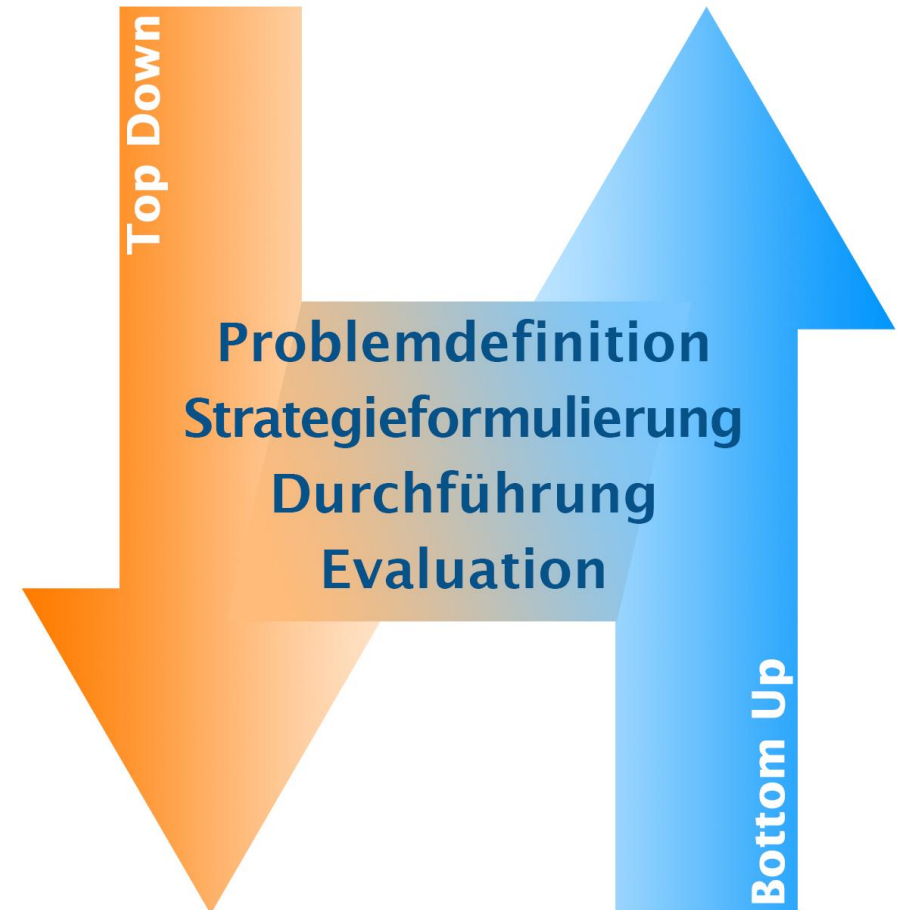 Top Down
Problemdefinition
Strategieformulierung
Durchführung
Evaluation
Bottom Up